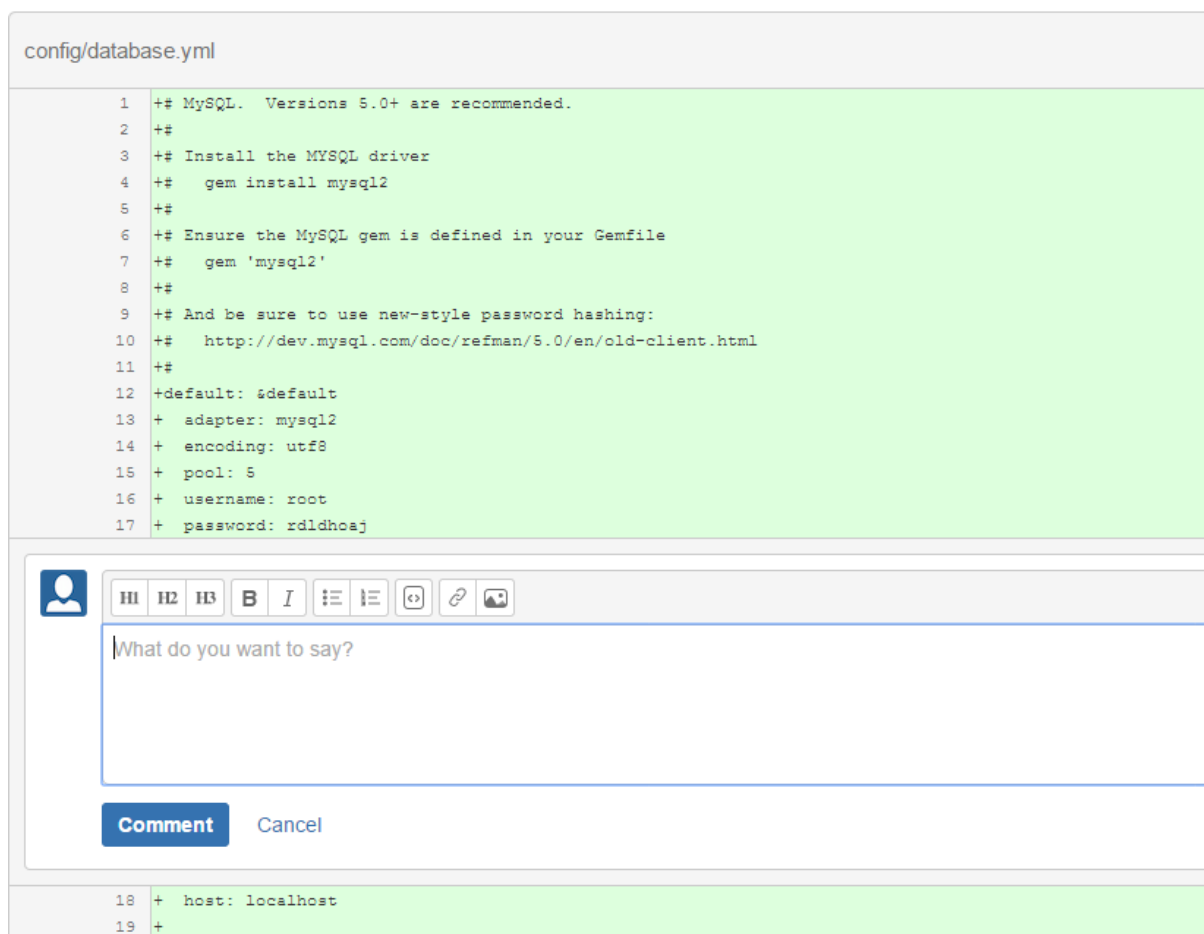 config/database.yml
1 +# MySQL.  Versions 5.0+ are recommended.
2 +#
3 +# Install the MYSQL driver
4 +#   gem install mysql2
5 +#
6 +# Ensure the MySQL gem is defined in your Gemfile
7 +#   gem 'mysql2'
8 +#
9 +# And be sure to use new-style password hashing:
10 +#   http://dev.mysql.com/doc/refman/5.0/en/old-client.html
11 +#
12 +default: &default
13 +  adapter: mysql2
14 +  encoding: utf8
15 +  pool: 5
16 +  username: root
17 +  password: rdldhoaj
H1 H2 H3 B I
What do you want to say?
Comment Cancel
18 +  host: localhost
19 +